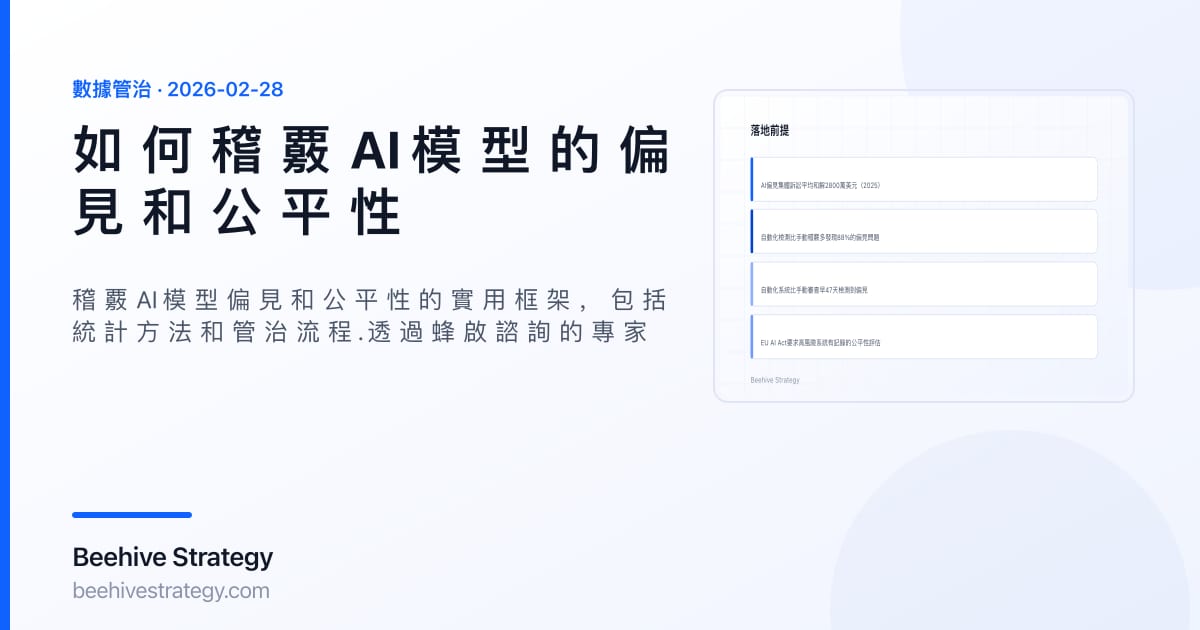 數據管治 · 2026-02-28
如何稽覈AI模型的偏
見和公平性
稽覈AI模型偏見和公平性的實用框架, 包括
統計方法和管治流程.透過蜂啟諮詢的專家
落地前提
AI偏見集體訴訟平均和解2800萬美元（2025）
自動化檢測比手動稽覈多發現68%的偏見問題
自動化系統比手動審查早47天檢測到偏見
EU AI Act要求高風險系統有記錄的公平性評估
Beehive Strategy
Beehive Strategy
beehivestrategy.com